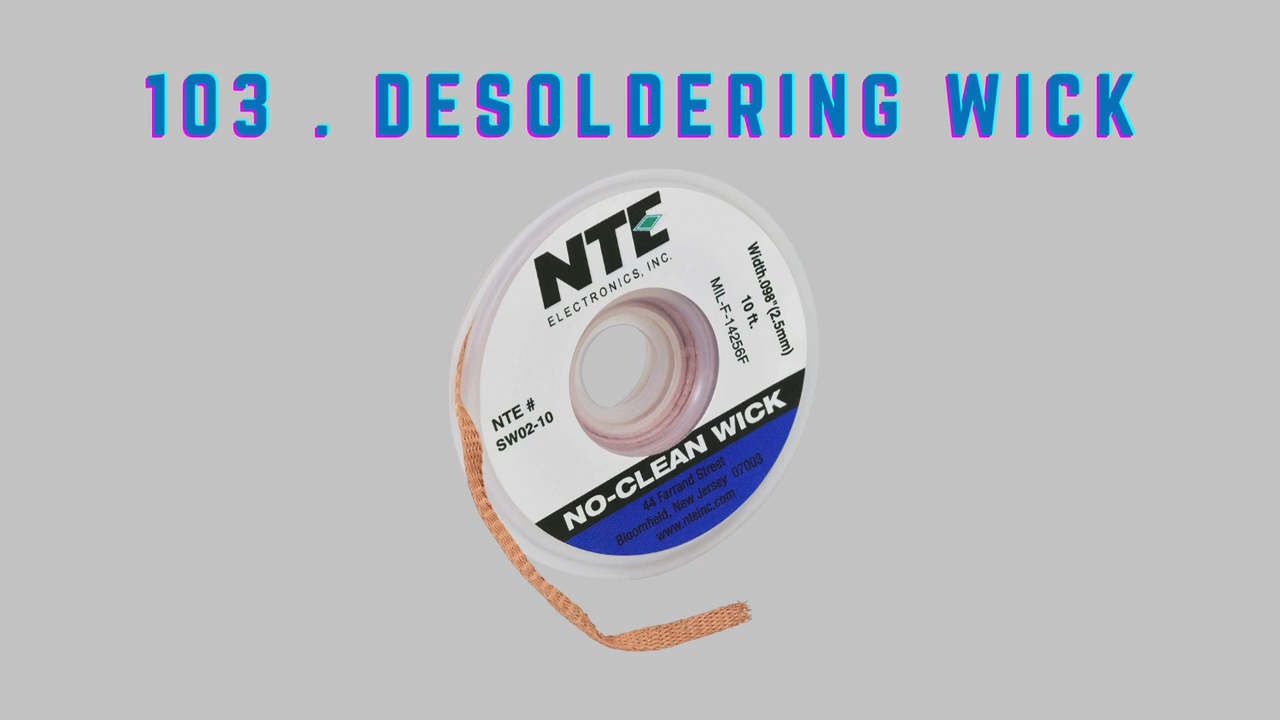 103 . DESOLDERING WICK
NTE
ELECTRONICS, INC.
Width.098"(2.5mm)
10 ft.
MIL-F-14256F
NTE #
SW02-10
NO-CLEAN WICK
44 Farrand Street
Bloomfield, New Jersey 07003
www.nteinc.com